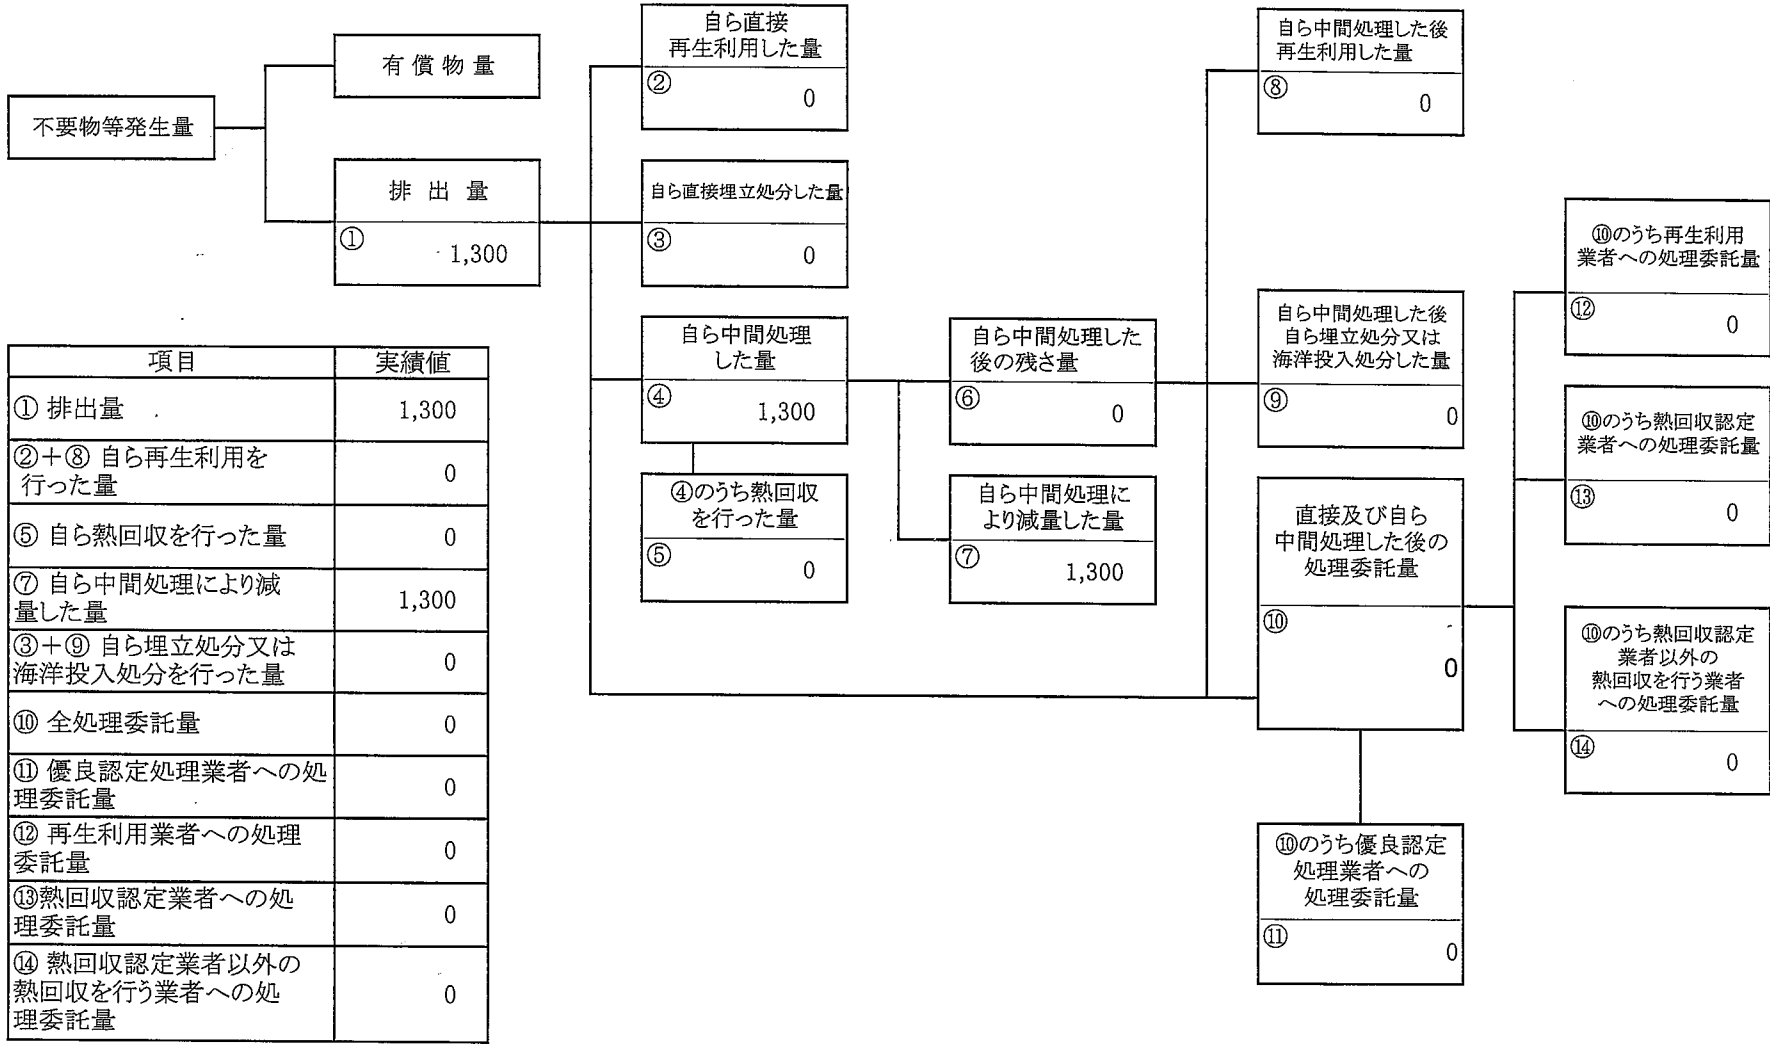 不要物等発生量
有償物量
排出量
①
1,300
自ら直接
再生利用した量
②
0
自ら直接埋立処分した量
③
0
自ら中間処理
した量
④
1,300
④のうち熱回収
を行った量
⑤
0
自ら中間処理した
後の残さ量
⑥
0
自ら中間処理に
より減量した量
⑦
1,300
自ら中間処理した後
再生利用した量
⑧
0
自ら中間処理した後
自ら埋立処分又は
海洋投入処分した量
⑨
0
直接及び自ら
中間処理した後の
処理委託量
⑩
0
⑩のうち優良認定
処理業者への
処理委託量
⑪
0
⑩のうち再生利用
業者への処理委託量
⑫
0
⑩のうち熱回収認定
業者への処理委託量
⑬
0
⑩のうち熱回収認定
業者以外の
熱回収を行う業者
への処理委託量
⑭
0
項目 実績値
① 排出量 1,300
②+⑧ 自ら再生利用を
行った量 0
⑤ 自ら熱回収を行った量 0
⑦ 自ら中間処理により減
量した量 1,300
③+⑨ 自ら埋立処分又は
海洋投入処分を行った量 0
⑩ 全処理委託量 0
⑪ 優良認定処理業者への処
理委託量 0
⑫ 再生利用業者への処理
委託量 0
⑬熱回収認定業者への処
理委託量 0
⑭ 熱回収認定業者以外の
熱回収を行う業者への処
理委託量 0